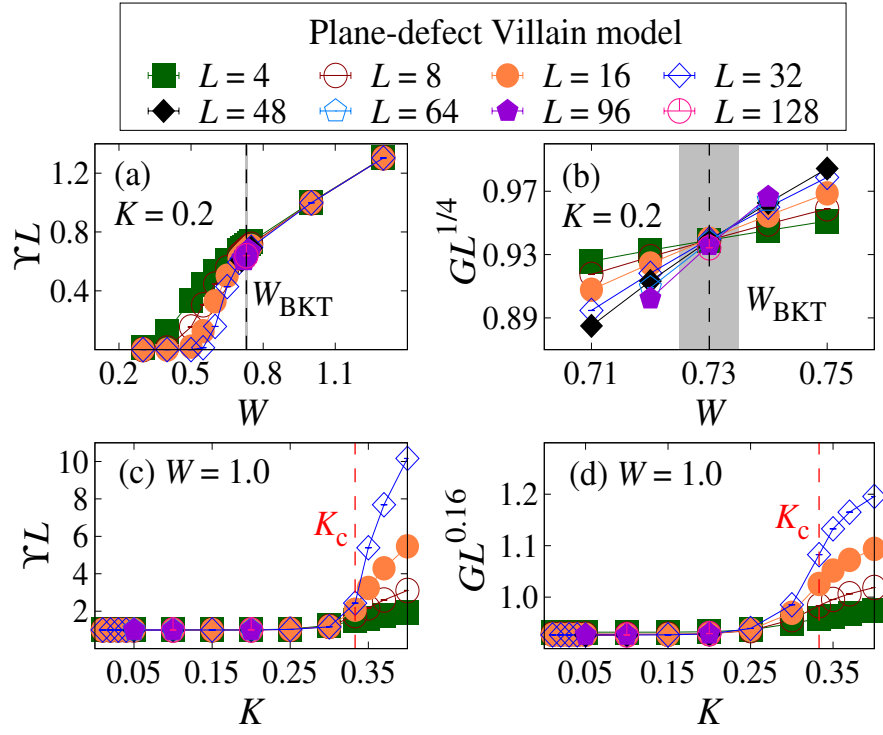 Plane-defect Villain model
L = 4 L = 8 L = 16 L = 32
L = 48 L = 64 L = 96 L = 128
(a)
K = 0.2
W_BKT
ΥL
1.2
0.8
0.4
0.2 0.5 0.8 1.1
W
(b)
K = 0.2
W_BKT
GL^{1/4}
0.97
0.93
0.89
0.71 0.73 0.75
W
(c) W = 1.0
K_c
ΥL
10
8
6
4
2
0.05 0.15 0.25 0.35
K
(d) W = 1.0
K_c
GL^{0.16}
1.2
1.1
1.0
0.05 0.15 0.25 0.35
K